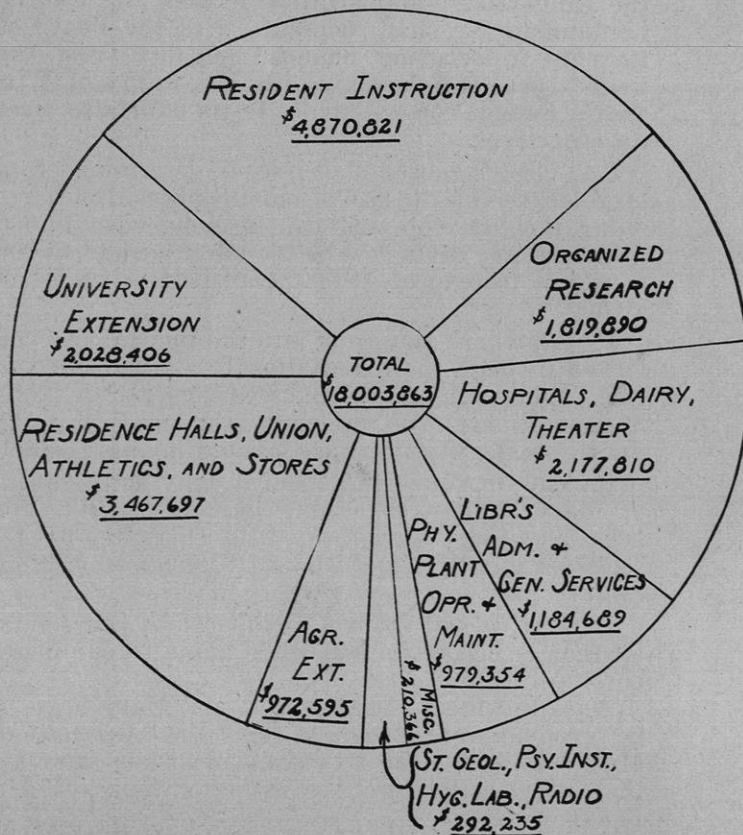 RESIDENT INSTRUCTION
$4,870,821
ORGANIZED
RESEARCH
$1,819,890
UNIVERSITY
EXTENSION
$2,028,406
TOTAL
$18,003,863
HOSPITALS, DAIRY,
THEATER
$2,177,810
RESIDENCE HALLS, UNION,
ATHLETICS, AND STORES
$3,467,697
LIBR'S
ADM. &
GEN. SERVICES
$1,184,689
PHY.
PLANT
OPR. &
MAINT.
$979,354
AGR.
EXT.
$972,595
MISC.
$210,366
ST. GEOL., PSY. INST.,
HYG. LAB., RADIO
$292,235